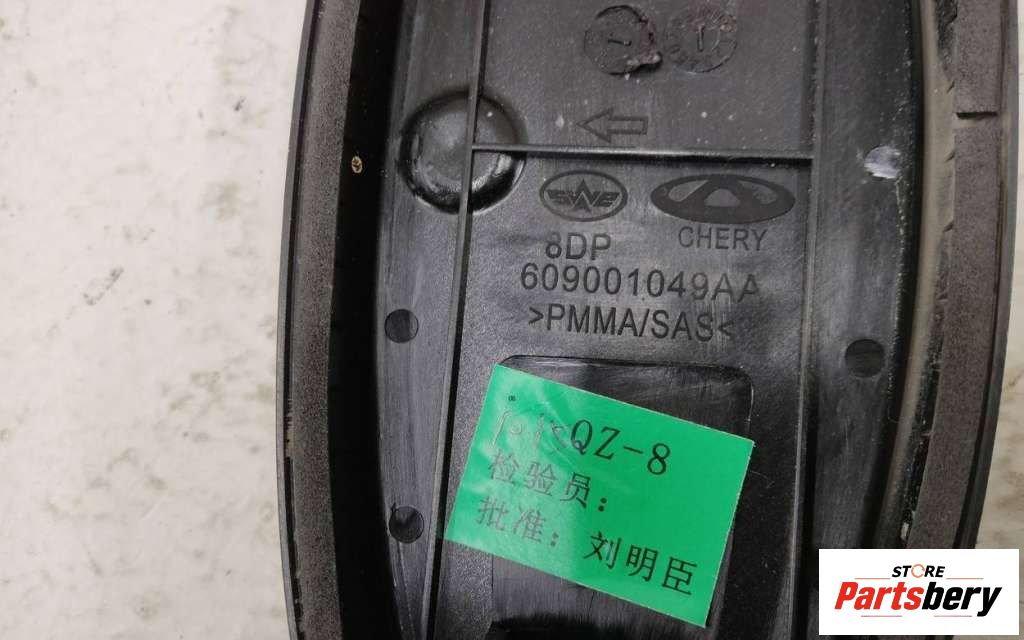 CHERY
8DP
609001049AA
>PMMA/SAS<
QZ-8
检验员:
批准: 刘明臣
STORE
Partsbery